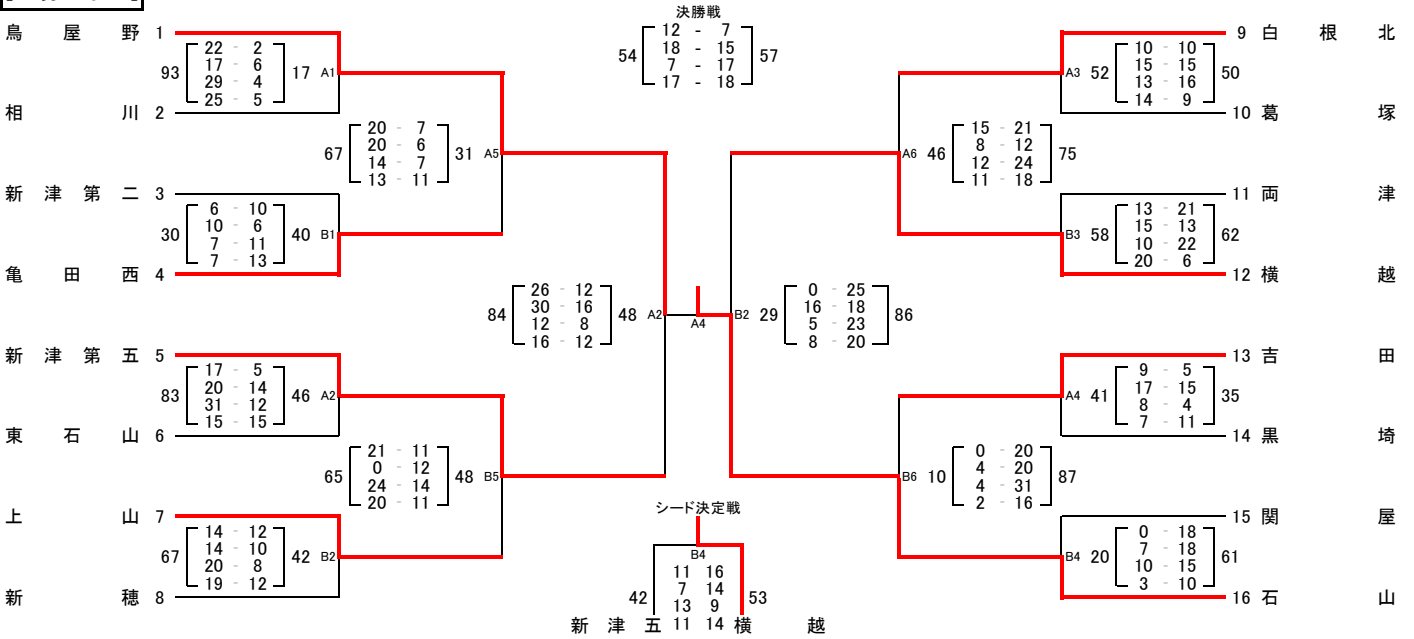 決勝戦
54 12 - 7 57
18 - 15
7 - 17
17 - 18
鳥屋野 1
93 22 - 2 17 A1
17 - 6
29 - 4
25 - 5
相川 2
67 20 - 7 31 A5
20 - 6
14 - 7
13 - 11
新津第二 3
30 6 - 10 40 B1
10 - 6
7 - 11
7 - 13
亀田西 4
84 26 - 12 48 A2
30 - 16
12 - 8
16 - 12
新津第五 5
83 17 - 5 46 A2
20 - 14
31 - 12
15 - 15
東石山 6
65 21 - 11 48 B5
0 - 12
24 - 14
20 - 11
上山 7
67 14 - 12 42 B2
14 - 10
20 - 8
19 - 12
新穂 8
A4
9 白根北
A3 52 10 - 10 50
15 - 15
13 - 16
14 - 9
10 葛塚
A6 46 15 - 21 75
8 - 12
12 - 24
11 - 18
11 両津
B3 58 13 - 21 62
15 - 13
10 - 22
20 - 6
12 横越
B2 29 0 - 25 86
16 - 18
5 - 23
8 - 20
13 吉田
A4 41 9 - 5 35
17 - 15
8 - 4
7 - 11
14 黒埼
B6 10 0 - 20 87
4 - 20
4 - 31
2 - 16
15 関屋
B4 20 0 - 18 61
7 - 18
10 - 15
3 - 10
16 石山
シード決定戦
B4
42 11 16 53
7 14
13 9
新津五 11 14 横越